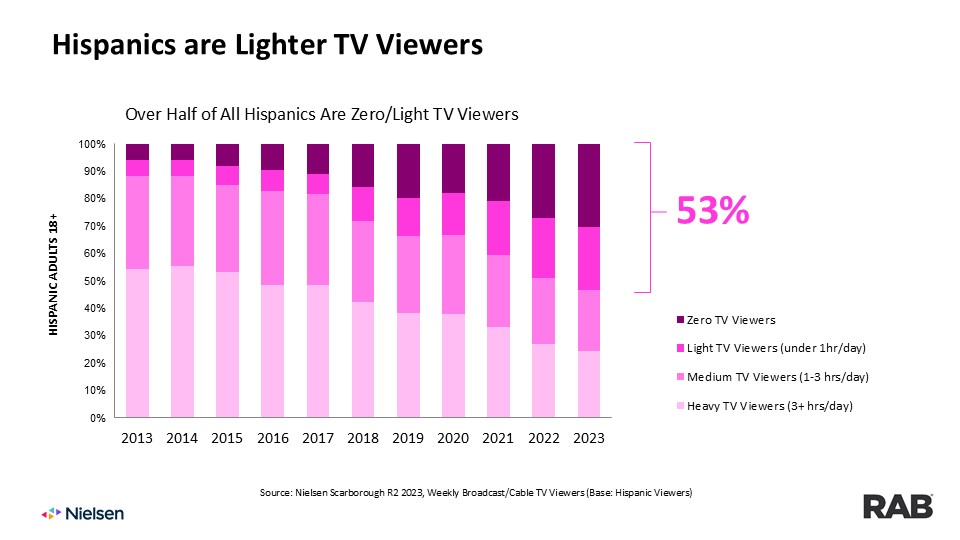 Hispanics are Lighter TV Viewers
Over Half of All Hispanics Are Zero/Light TV Viewers
HISPANIC ADULTS 18+
100%
90%
80%
70%
60%
50%
40%
30%
20%
10%
0%
2013 2014 2015 2016 2017 2018 2019 2020 2021 2022 2023
53%
Zero TV Viewers
Light TV Viewers (under 1hr/day)
Medium TV Viewers (1-3 hrs/day)
Heavy TV Viewers (3+ hrs/day)
Source: Nielsen Scarborough R2 2023, Weekly Broadcast/Cable TV Viewers (Base: Hispanic Viewers)
Nielsen
RAB